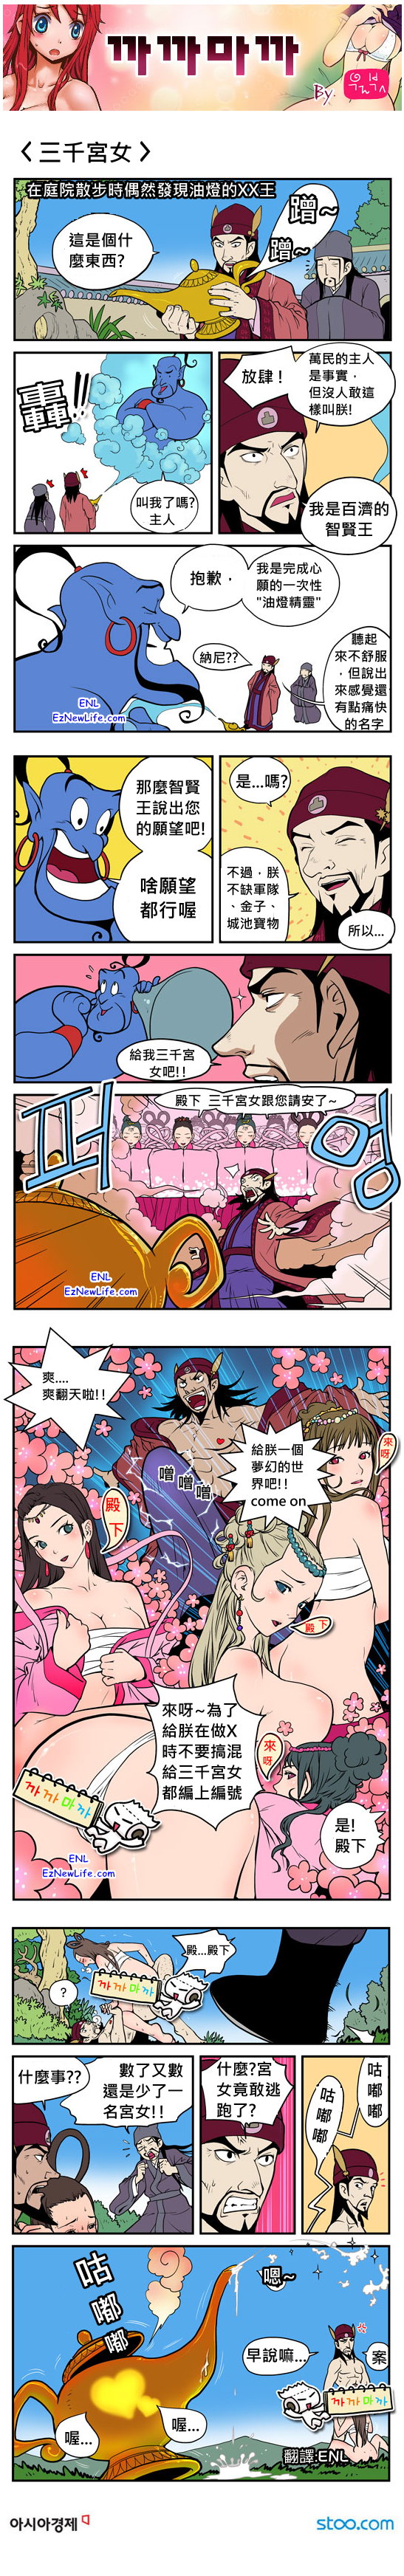 까까마까
By.
〈三千宮女〉
在庭院散步時偶然發現油燈的XX王
這是個什
麼東西?
蹭~
蹭~
轟!!
叫我了嗎?
主人
放肆!
萬民的主人
是事實,
但沒人敢這
樣叫朕!
我是百濟的
智賢王
抱歉,
我是完成心
願的一次性
"油燈精靈"
納尼??
聽起
來不舒服
,但說出
來感覺還
有點痛快
的名字
ENL
EzNewLife.com
那麼智賢
王說出您
的願望吧!
啥願望
都行喔
是...嗎?
不過,朕
不缺軍隊
、金子、
城池寶物
所以...
給我三千宮
女吧!!
殿下 三千宮女跟您請安了~
퍼엉
ENL
EzNewLife.com
爽....
爽翻天啦!!
噌噌噌
給朕一個
夢幻的世
界吧!!
come on
來呀
殿下
殿下
來呀~為了
給朕在做X
時不要搞混
給三千宮女
都編上編號
來呀
是!
殿下
까까마까
ENL
EzNewLife.com
殿...殿下
?
까까마까
什麼事??
數了又數
還是少了一
名宮女!!
什麼?宮
女竟敢逃
跑了?
咕嘟嘟
咕嘟嘟
咕嘟嘟
嗯~
早說嘛...
案
喔...
喔...
까까마까
翻譯.ENL
아시아경제
stoo.com